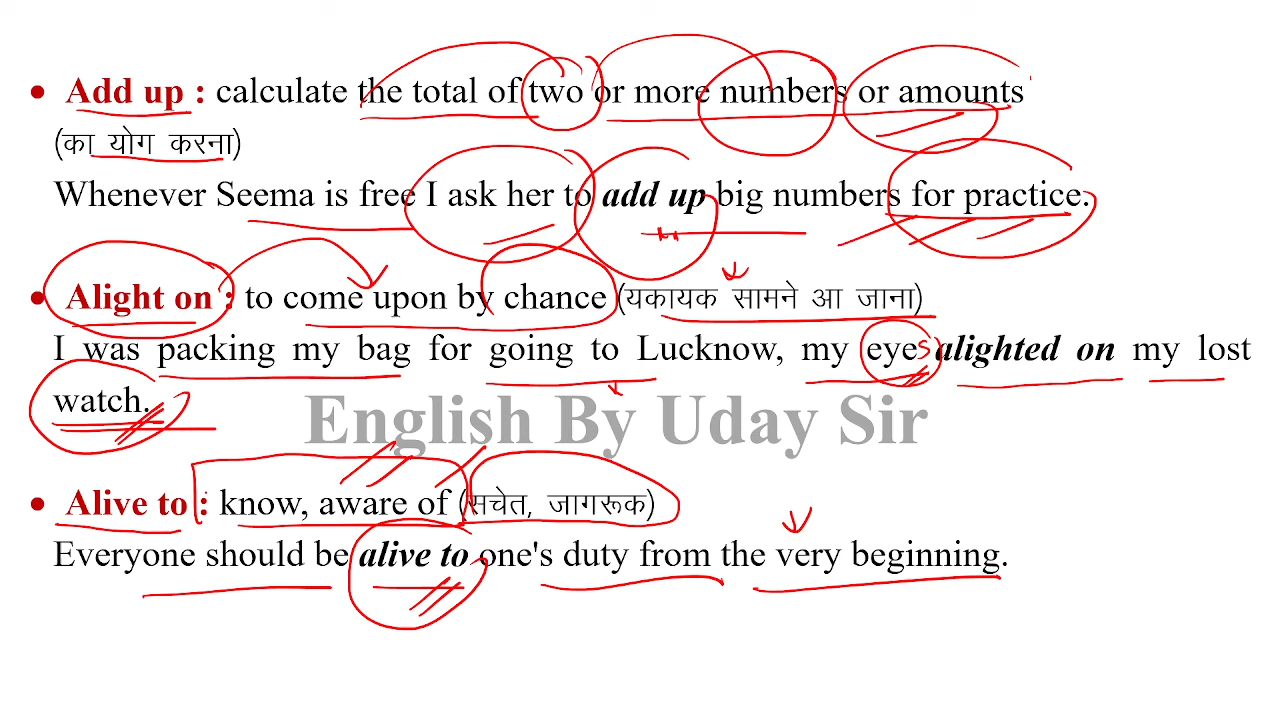 • Add up : calculate the total of two or more numbers or amounts
(का योग करना)
Whenever Seema is free I ask her to add up big numbers for practice.
• Alight on : to come upon by chance (यकायक सामने आ जाना)
I was packing my bag for going to Lucknow, my eyes alighted on my lost
watch.
English By Uday Sir
• Alive to : know, aware of (सचेत, जागरूक)
Everyone should be alive to one's duty from the very beginning.